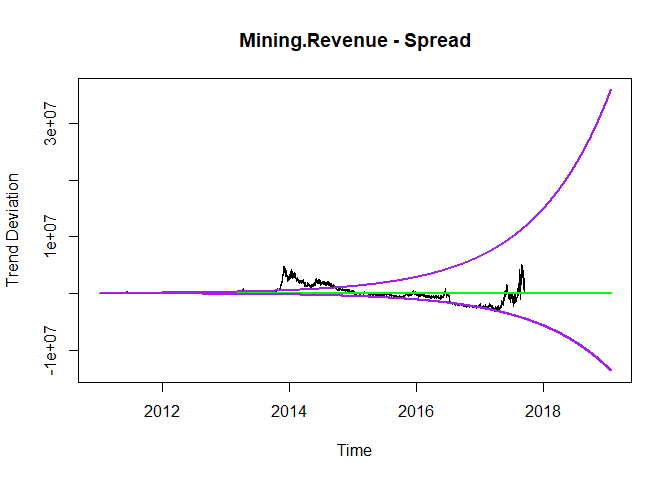 Mining.Revenue - Spread
Trend Deviation
3e+07
1e+07
-1e+07
2012 2014 2016 2018
Time